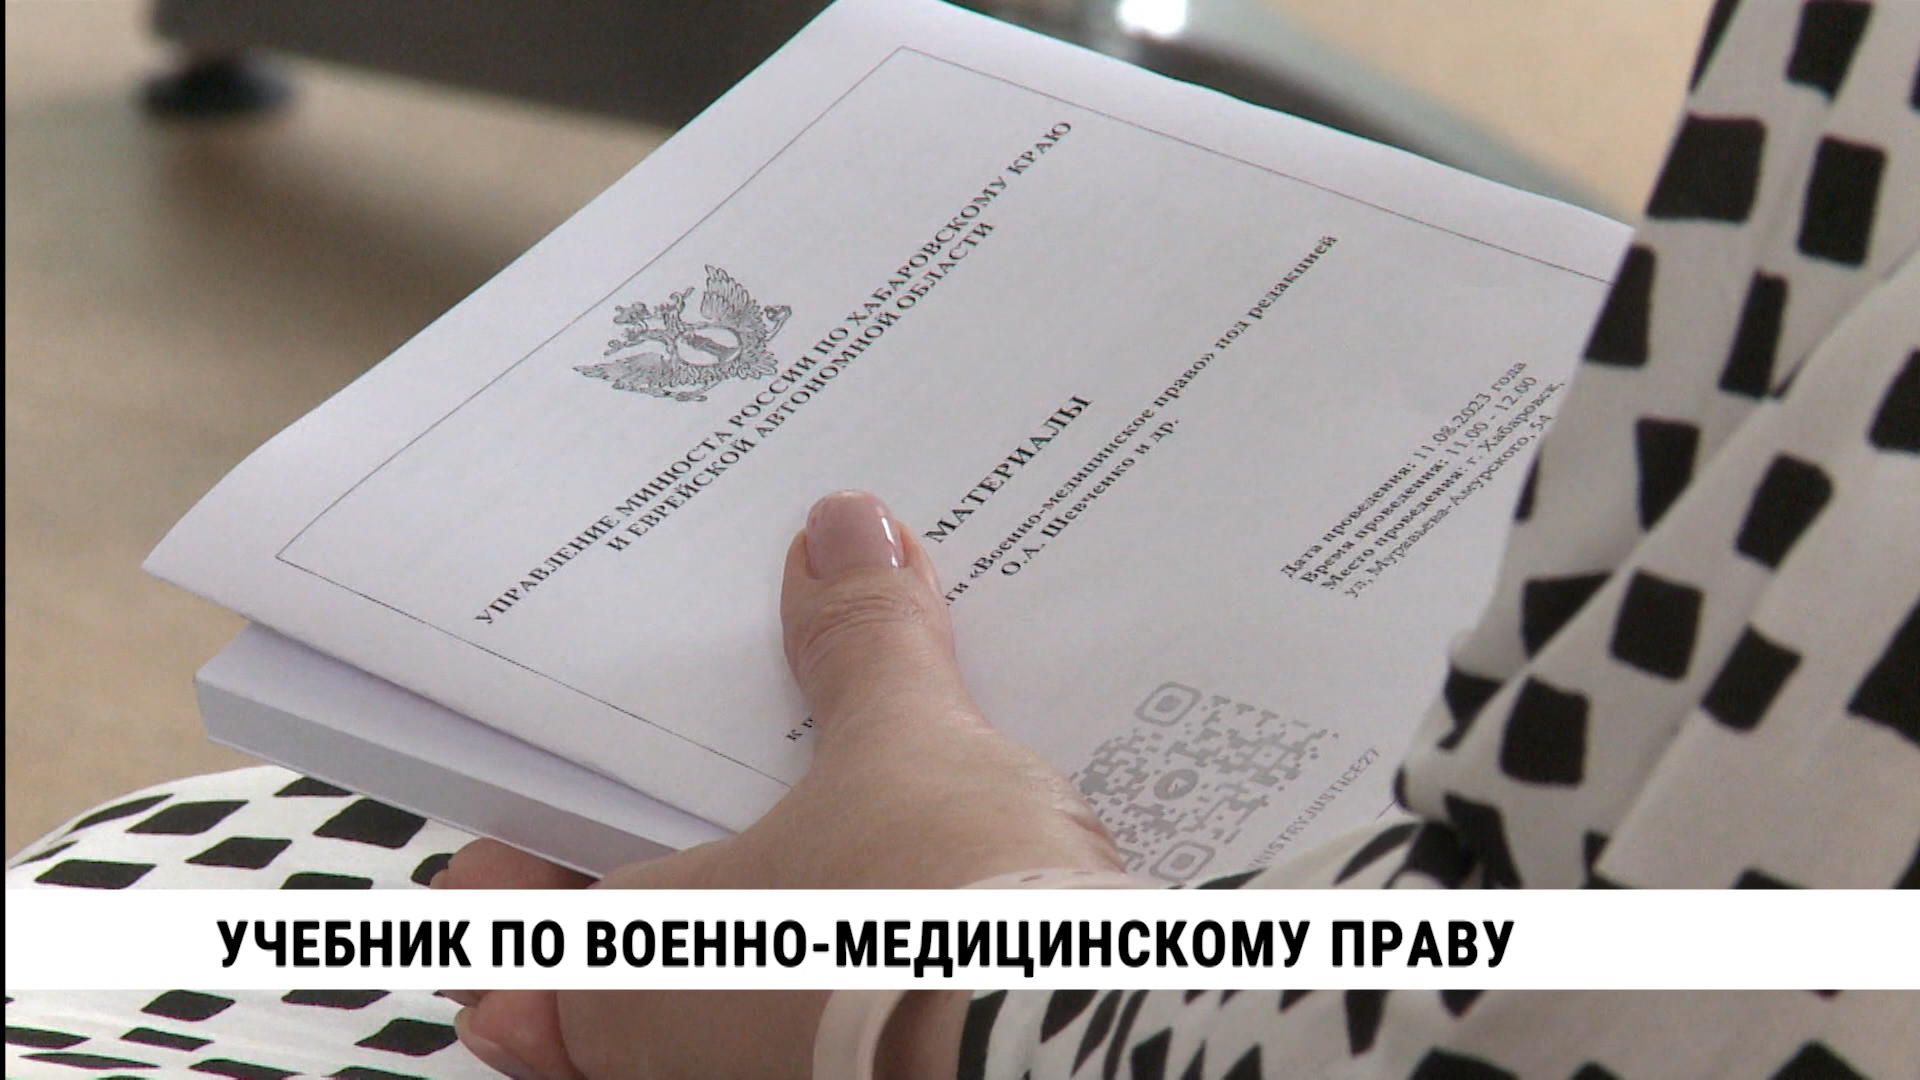 УПРАВЛЕНИЕ МИНЮСТА РОССИИ ПО ХАБАРОВСКОМУ КРАЮ
И ЕВРЕЙСКОЙ АВТОНОМНОЙ ОБЛАСТИ
МАТЕРИАЛЫ
«Военно-медицинское право» под редакцией
О.А. Шевченко и др.
Дата проведения: 11.08.2023 года
Время проведения: 11.00 - 12.00
Место проведения: г. Хабаровск,
ул. Муравьева-Амурского, 54
УЧЕБНИК ПО ВОЕННО-МЕДИЦИНСКОМУ ПРАВУ